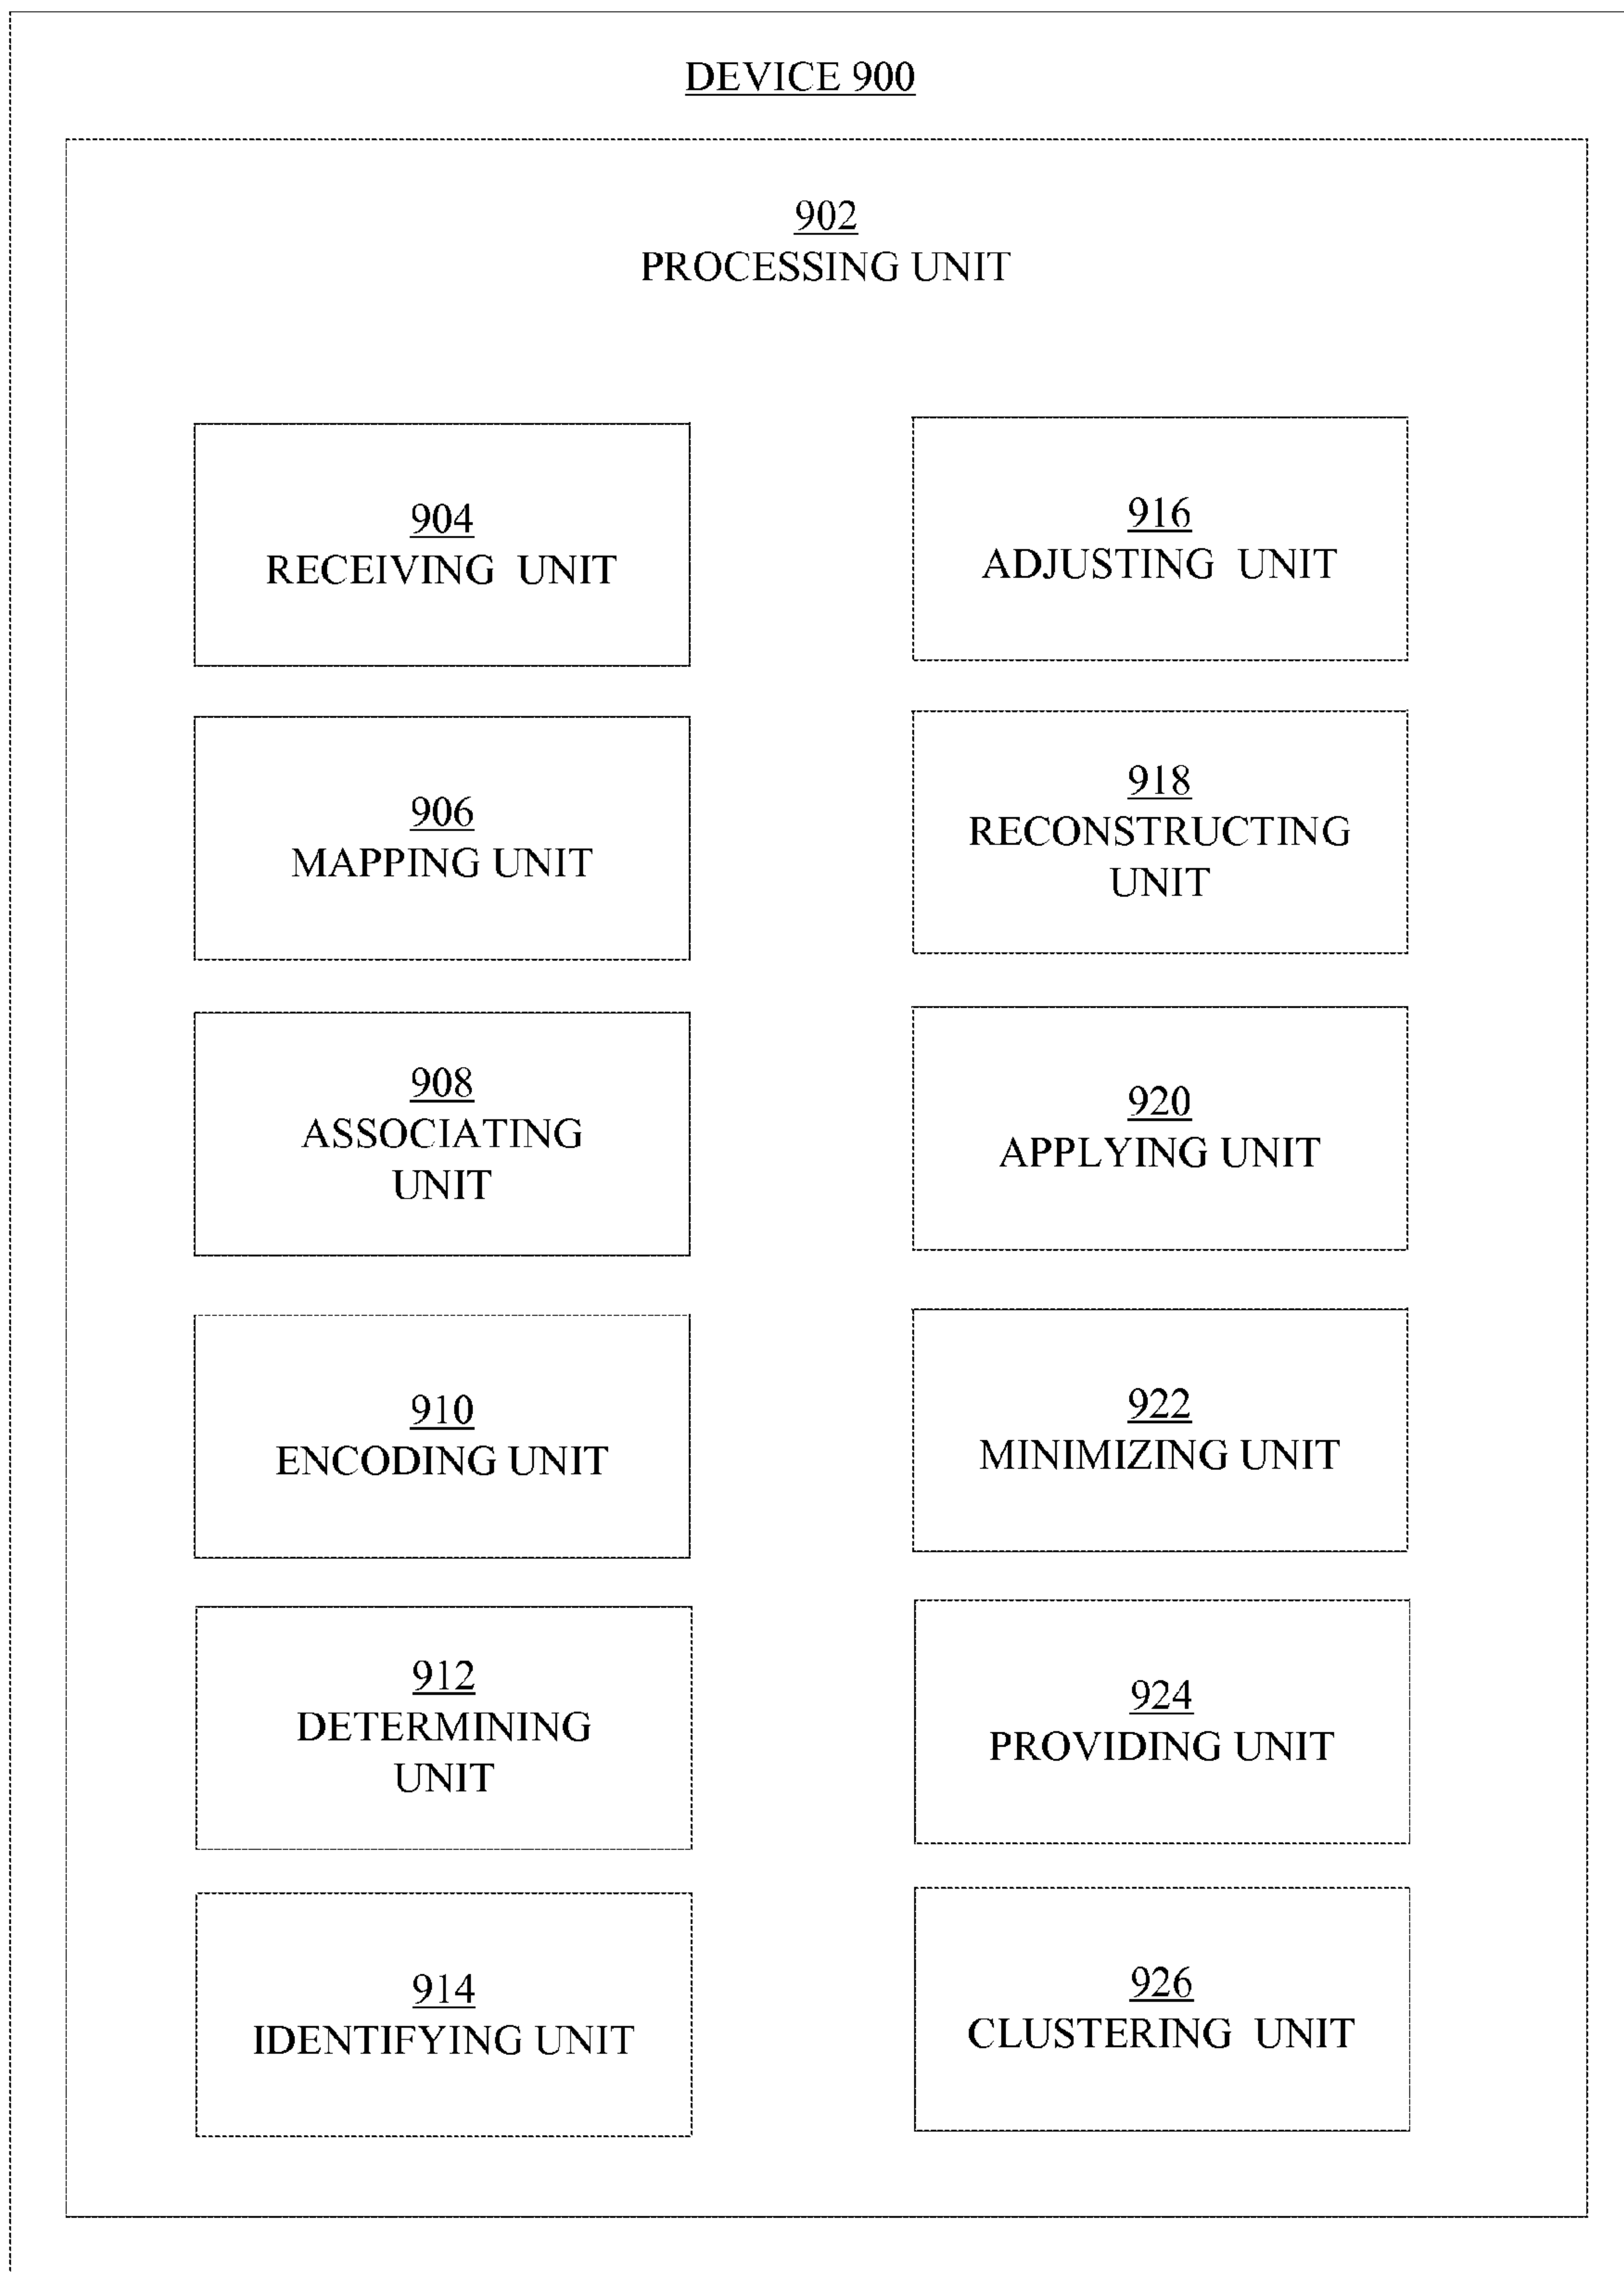 DEVICE 900
902
PROCESSING UNIT
904
RECEIVING UNIT
906
MAPPING UNIT
908
ASSOCIATING
UNIT
910
ENCODING UNIT
912
DETERMINING
UNIT
914
IDENTIFYING UNIT
916
ADJUSTING UNIT
918
RECONSTRUCTING
UNIT
920
APPLYING UNIT
922
MINIMIZING UNIT
924
PROVIDING UNIT
926
CLUSTERING UNIT